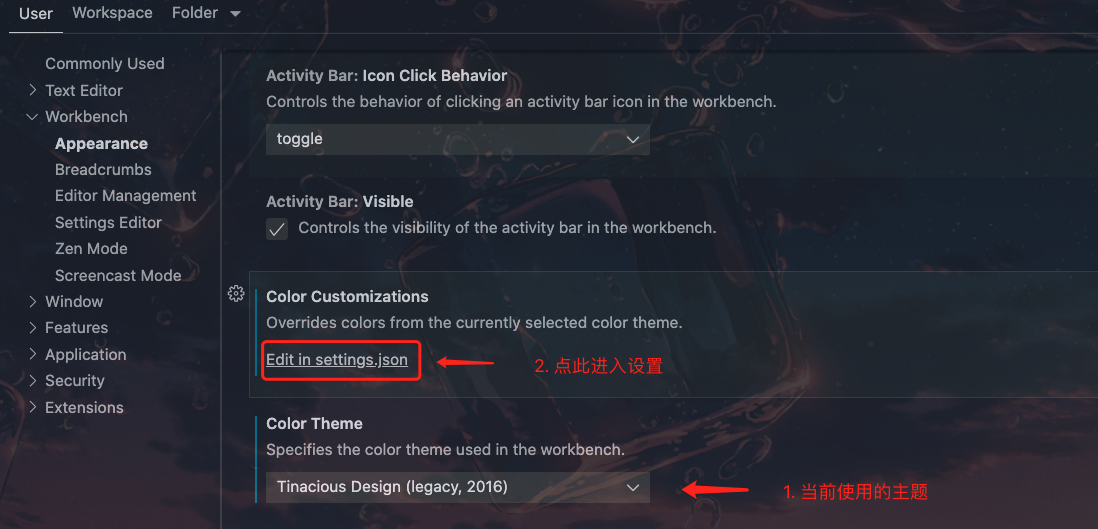 User Workspace Folder
Commonly Used
Text Editor
Workbench
Appearance
Breadcrumbs
Editor Management
Settings Editor
Zen Mode
Screencast Mode
Window
Features
Application
Security
Extensions
Activity Bar: Icon Click Behavior
Controls the behavior of clicking an activity bar icon in the workbench.
toggle
Activity Bar: Visible
Controls the visibility of the activity bar in the workbench.
Color Customizations
Overrides colors from the currently selected color theme.
Edit in settings.json
2. 点此进入设置
Color Theme
Specifies the color theme used in the workbench.
Tinacious Design (legacy, 2016)
1. 当前使用的主题